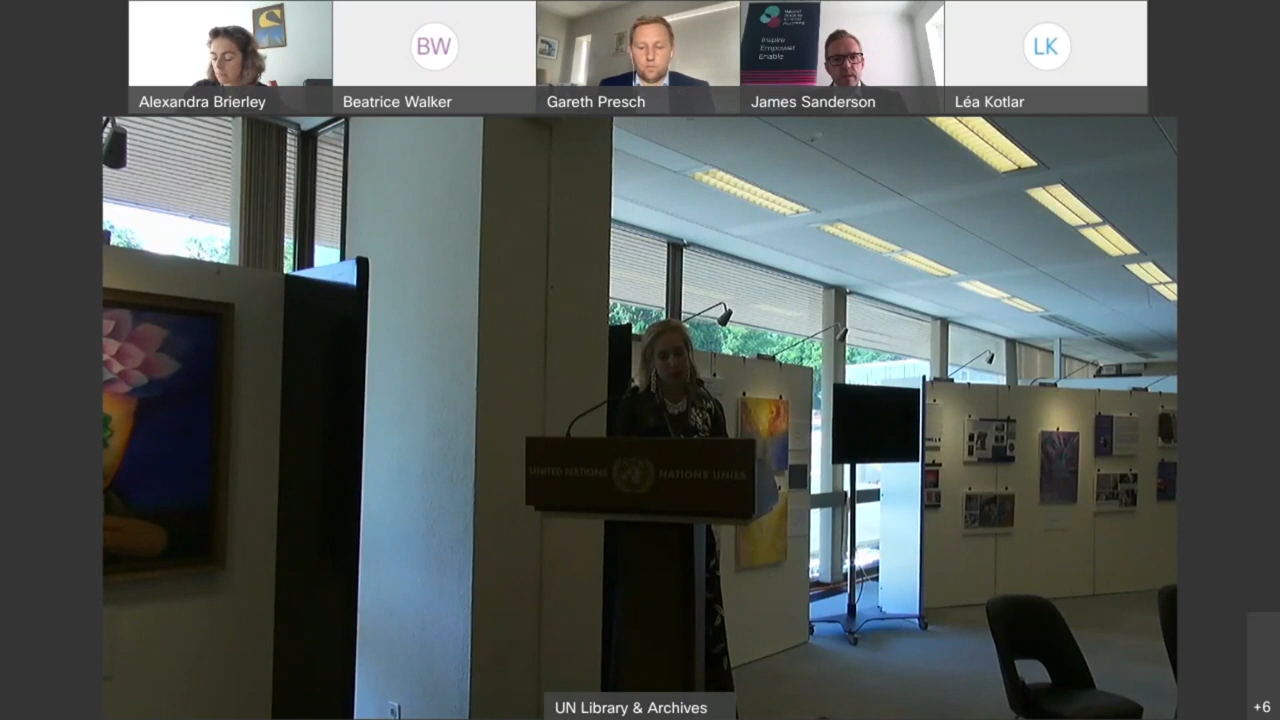 National
Inspire
Empower
Enable
BW
LK
Alexandra Brierley
Beatrice Walker
Gareth Presch
James Sanderson
Léa Kotlar
UNITED NATIONS
NATIONS UNIES
UN Library & Archives
+6